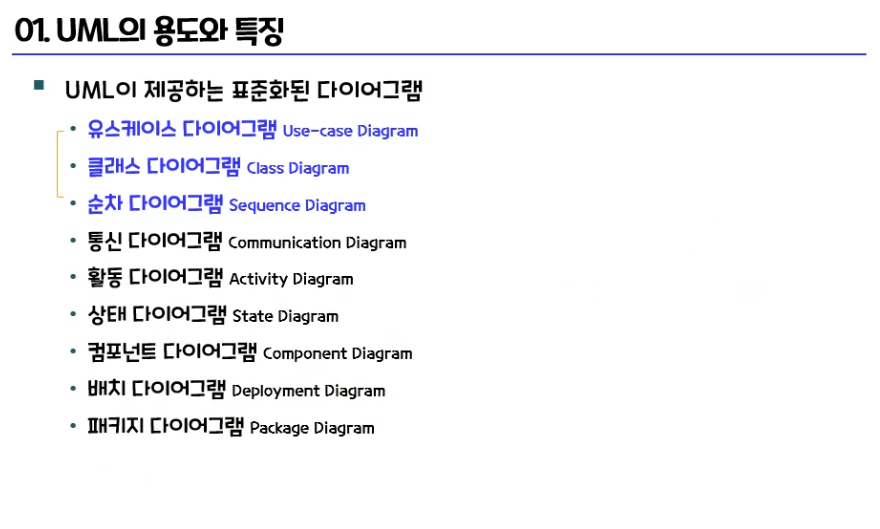 01. UML의 용도와 특징
UML이 제공하는 표준화된 다이어그램
유스케이스 다이어그램 Use-case Diagram
클래스 다이어그램 Class Diagram
순차 다이어그램 Sequence Diagram
통신 다이어그램 Communication Diagram
활동 다이어그램 Activity Diagram
상태 다이어그램 State Diagram
컴포넌트 다이어그램 Component Diagram
배치 다이어그램 Deployment Diagram
패키지 다이어그램 Package Diagram